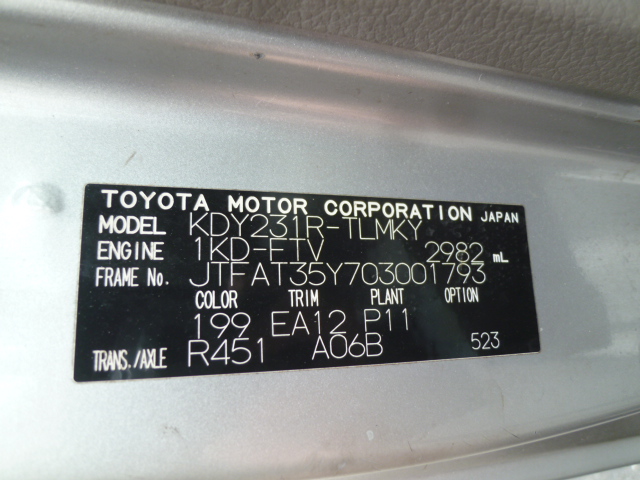 TOYOTA MOTOR CORPORATION JAPAN
MODEL KDY231R-TLMKY
ENGINE 1KD-FTV 2982 mL
FRAME No. JTFAT35Y703001793
COLOR TRIM PLANT OPTION
199 EA12 P11
TRANS./AXLE R451 A06B 523